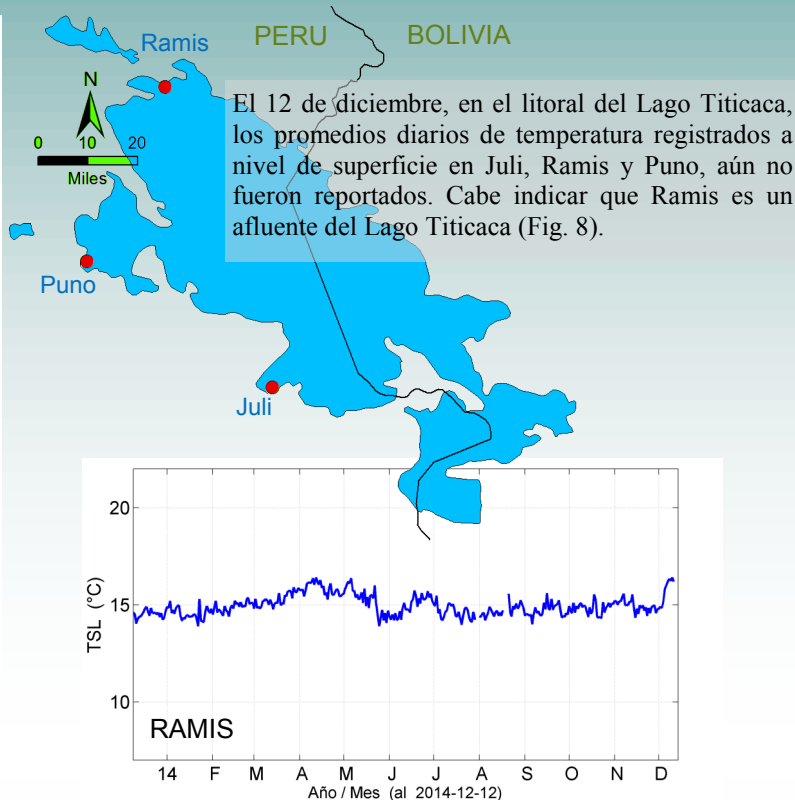 Ramis
PERU
BOLIVIA
N
0 10 20
Miles
El 12 de diciembre, en el litoral del Lago Titicaca,
los promedios diarios de temperatura registrados a
nivel de superficie en Juli, Ramis y Puno, aún no
fueron reportados. Cabe indicar que Ramis es un
afluente del Lago Titicaca (Fig. 8).
Puno
Juli
20
15
10
TSL (°C)
RAMIS
14 F M A M J J A S O N D
Año / Mes (al 2014-12-12)